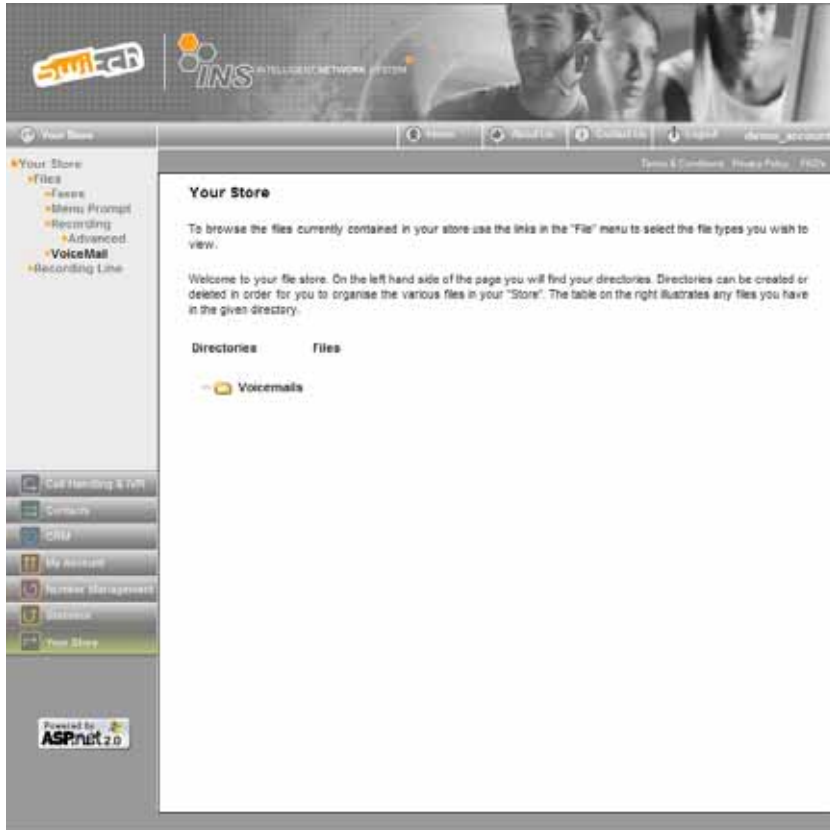 switch
INS INTELLIGENT NETWORK SYSTEM
Your Store
Home
About Us
Contact Us
Logout
demo_account
Terms & Conditions Privacy Policy FAQ's
Your Store
Files
Faxes
Menu Prompt
Recording
Advanced
VoiceMail
Recording Line
Your Store
To browse the files currently contained in your store use the links in the "File" menu to select the file types you wish to
view.
Welcome to your file store. On the left hand side of the page you will find your directories. Directories can be created or
deleted in order for you to organise the various files in your "Store". The table on the right illustrates any files you have
in the given directory.
Directories Files
Voicemails
Call Handling & IVR
Contacts
CRM
My Account
Number Management
Statistics
Your Store
Powered by
ASP.net 2.0